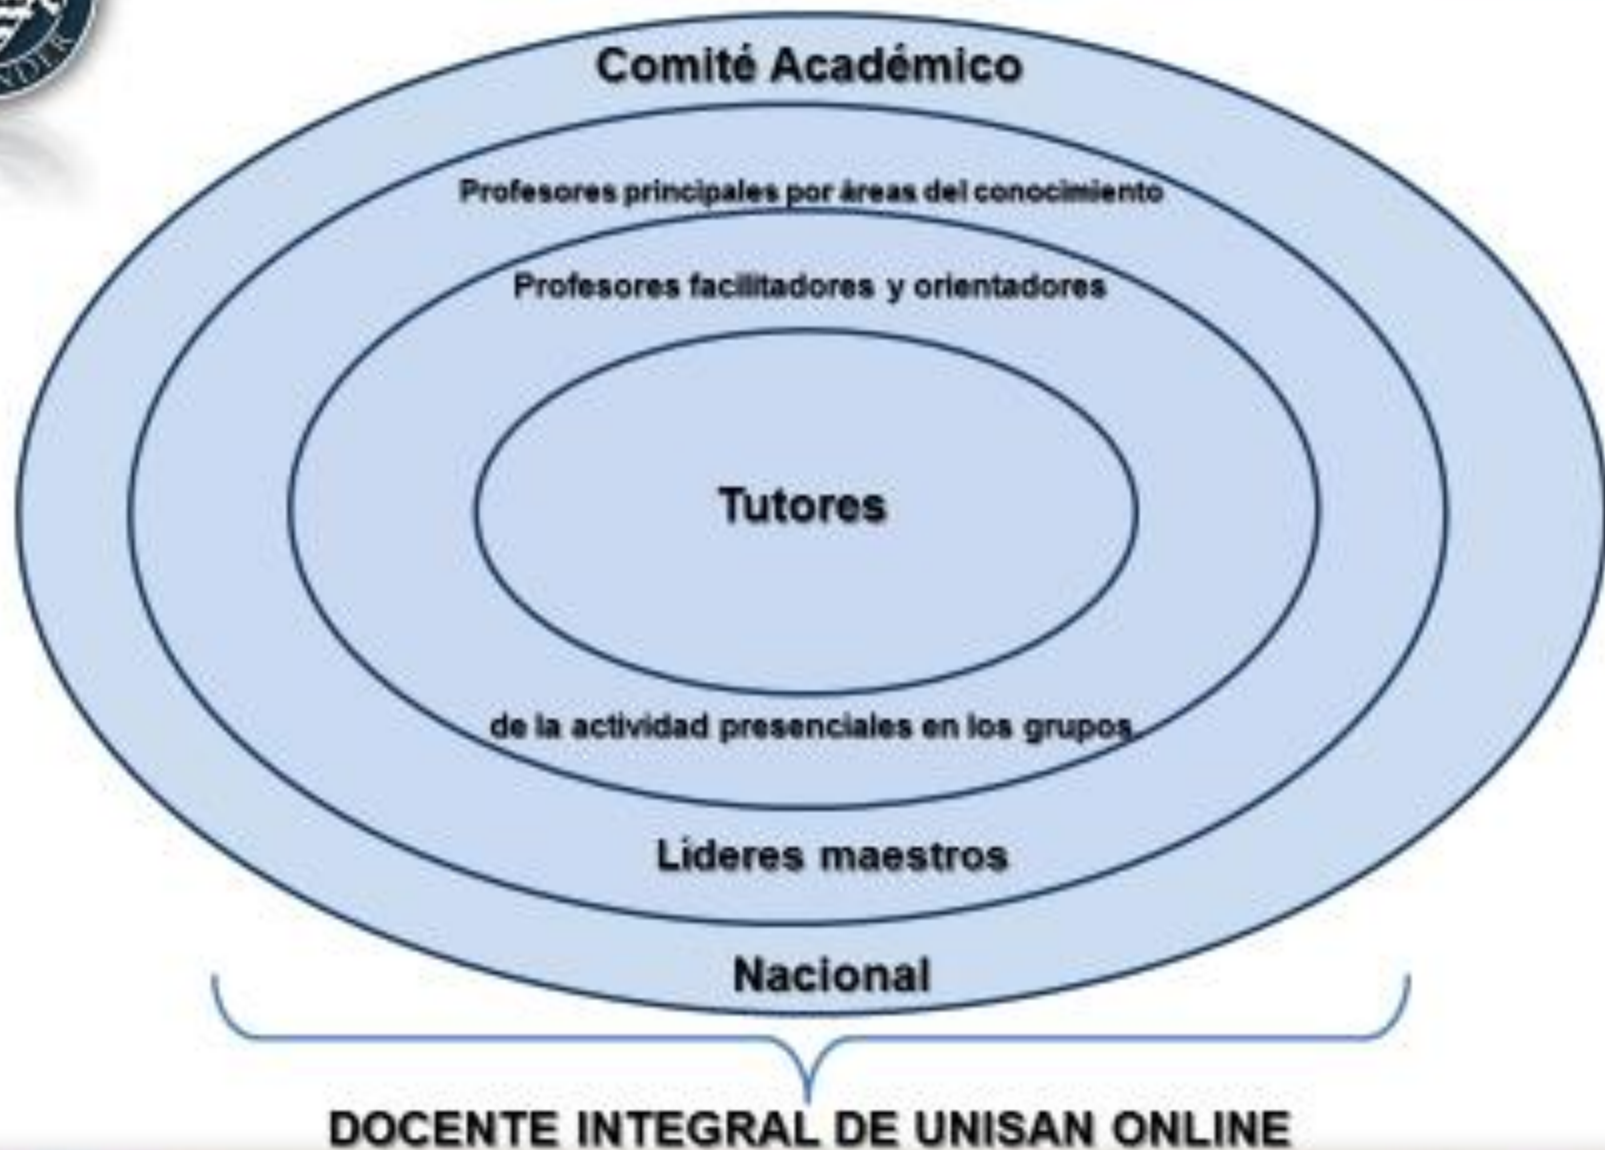 Comité Académico
Profesores principales por áreas del conocimiento
Profesores facilitadores y orientadores
Tutores
de la actividad presenciales en los grupos
Líderes maestros
Nacional
DOCENTE INTEGRAL DE UNISAN ONLINE